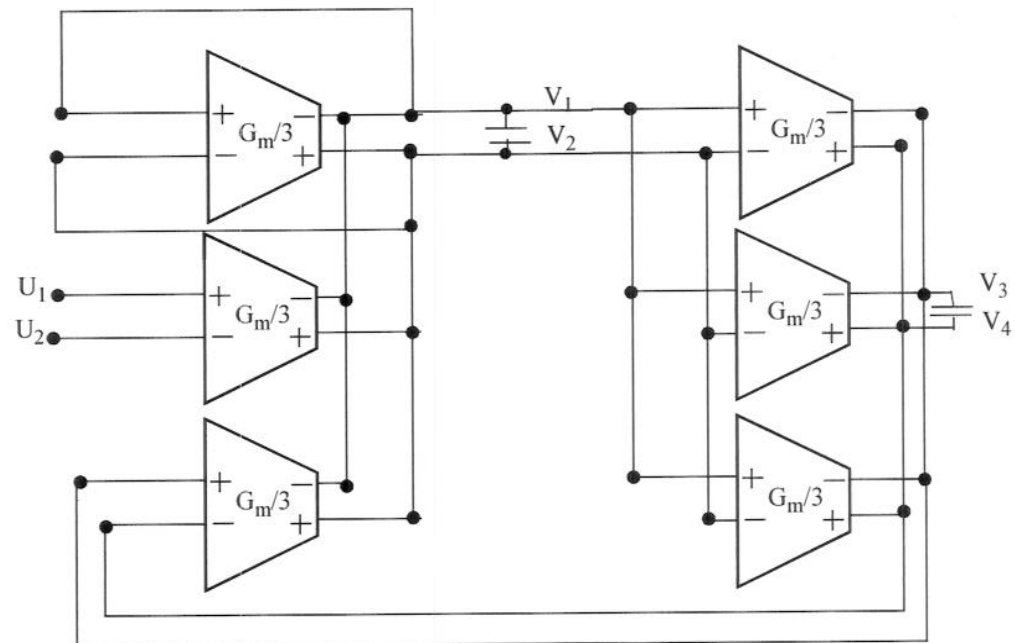 + − Gm/3 − +
V1
V2
+ − Gm/3 − +
U1
U2
+ − Gm/3 − +
+ − Gm/3 − +
V3
V4
+ − Gm/3 − +
+ − Gm/3 − +